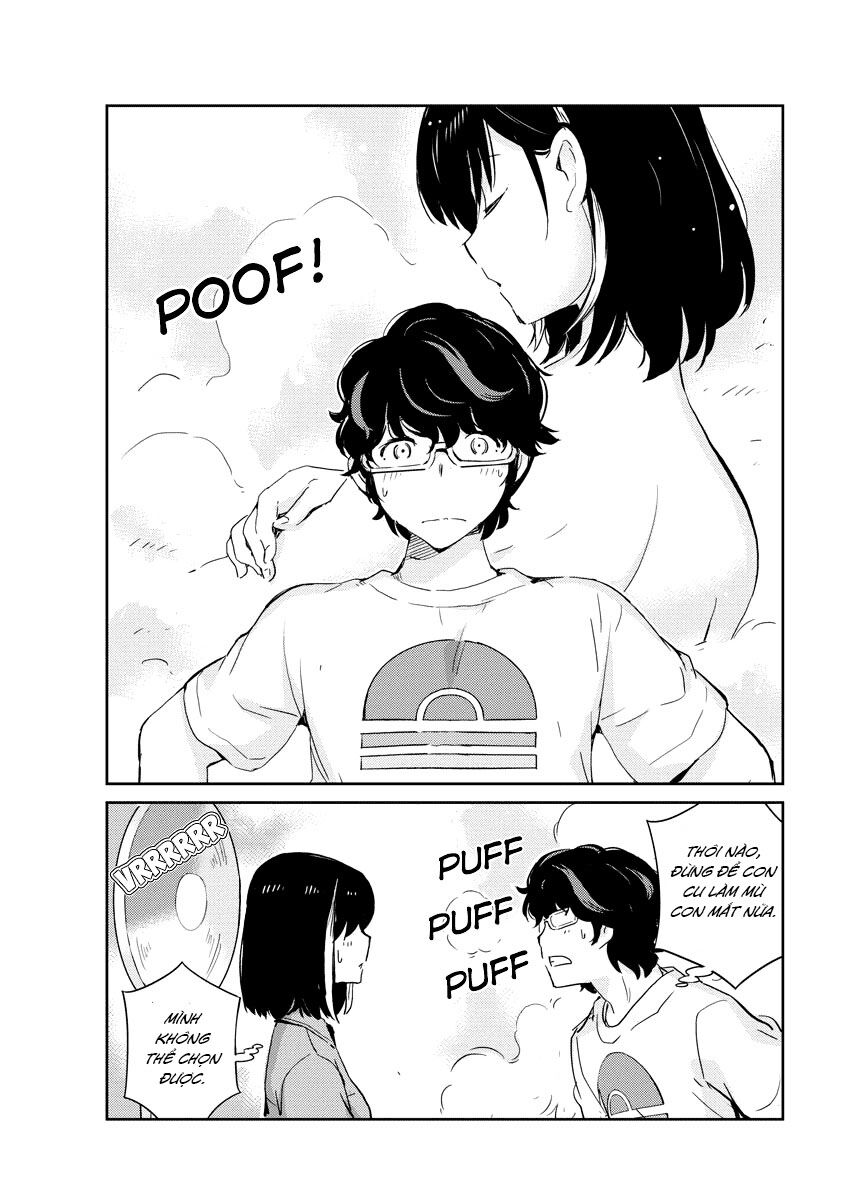 POOF!
THÔI NÀO,
ĐỪNG ĐỂ CON
CU LÀM MÙ
CON MẮT NỮA.
PUFF
PUFF
PUFF
VRRRRRRR
MÌNH
KHÔNG
THỂ CHỌN
ĐƯỢC.